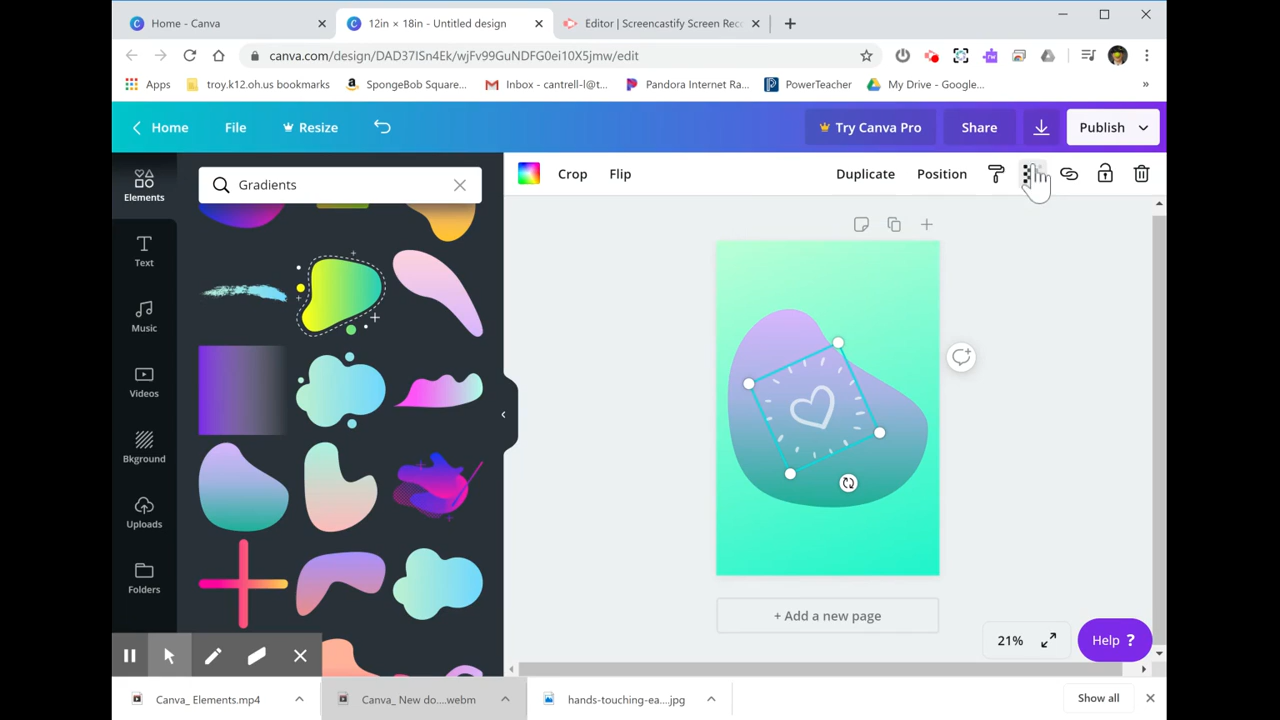 Home - Canva
12in × 18in - Untitled design
Editor | Screencastify Screen Rec
canva.com/design/DAD37ISn4Ek/wjFv99GuNDFG0ei10X5jmw/edit
Apps
troy.k12.oh.us bookmarks
SpongeBob Square...
Inbox - cantrell-l@t...
Pandora Internet Ra...
PowerTeacher
My Drive - Google...
»
Home
File
Resize
Try Canva Pro
Share
Publish
Elements
Gradients
Crop
Flip
Duplicate
Position
Text
Music
Videos
Bkground
Uploads
Folders
+ Add a new page
21%
Help ?
Canva_ Elements.mp4
Canva_ New do....webm
hands-touching-ea....jpg
Show all